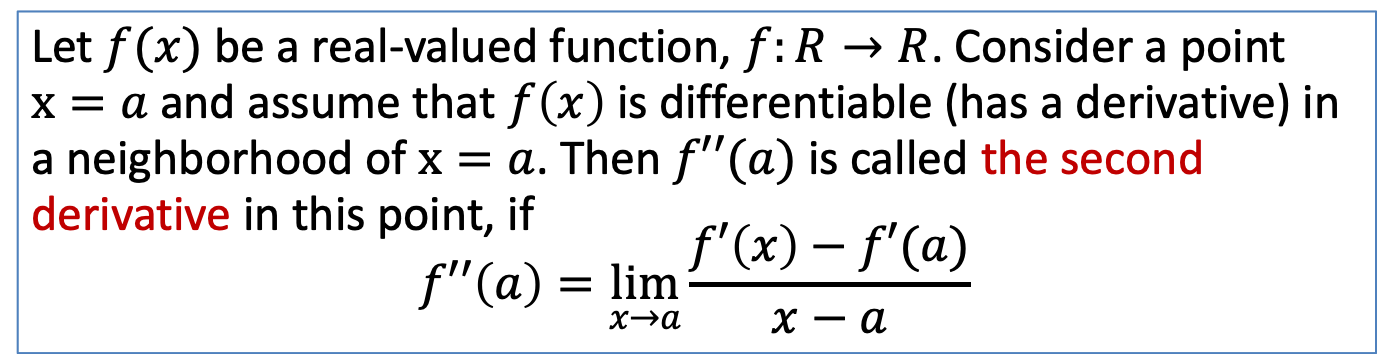 Let f(x) be a real-valued function, f: R → R. Consider a point
x = a and assume that f(x) is differentiable (has a derivative) in
a neighborhood of x = a. Then f''(a) is called the second
derivative in this point, if
f''(a) = lim x→a f'(x) − f'(a) / x − a